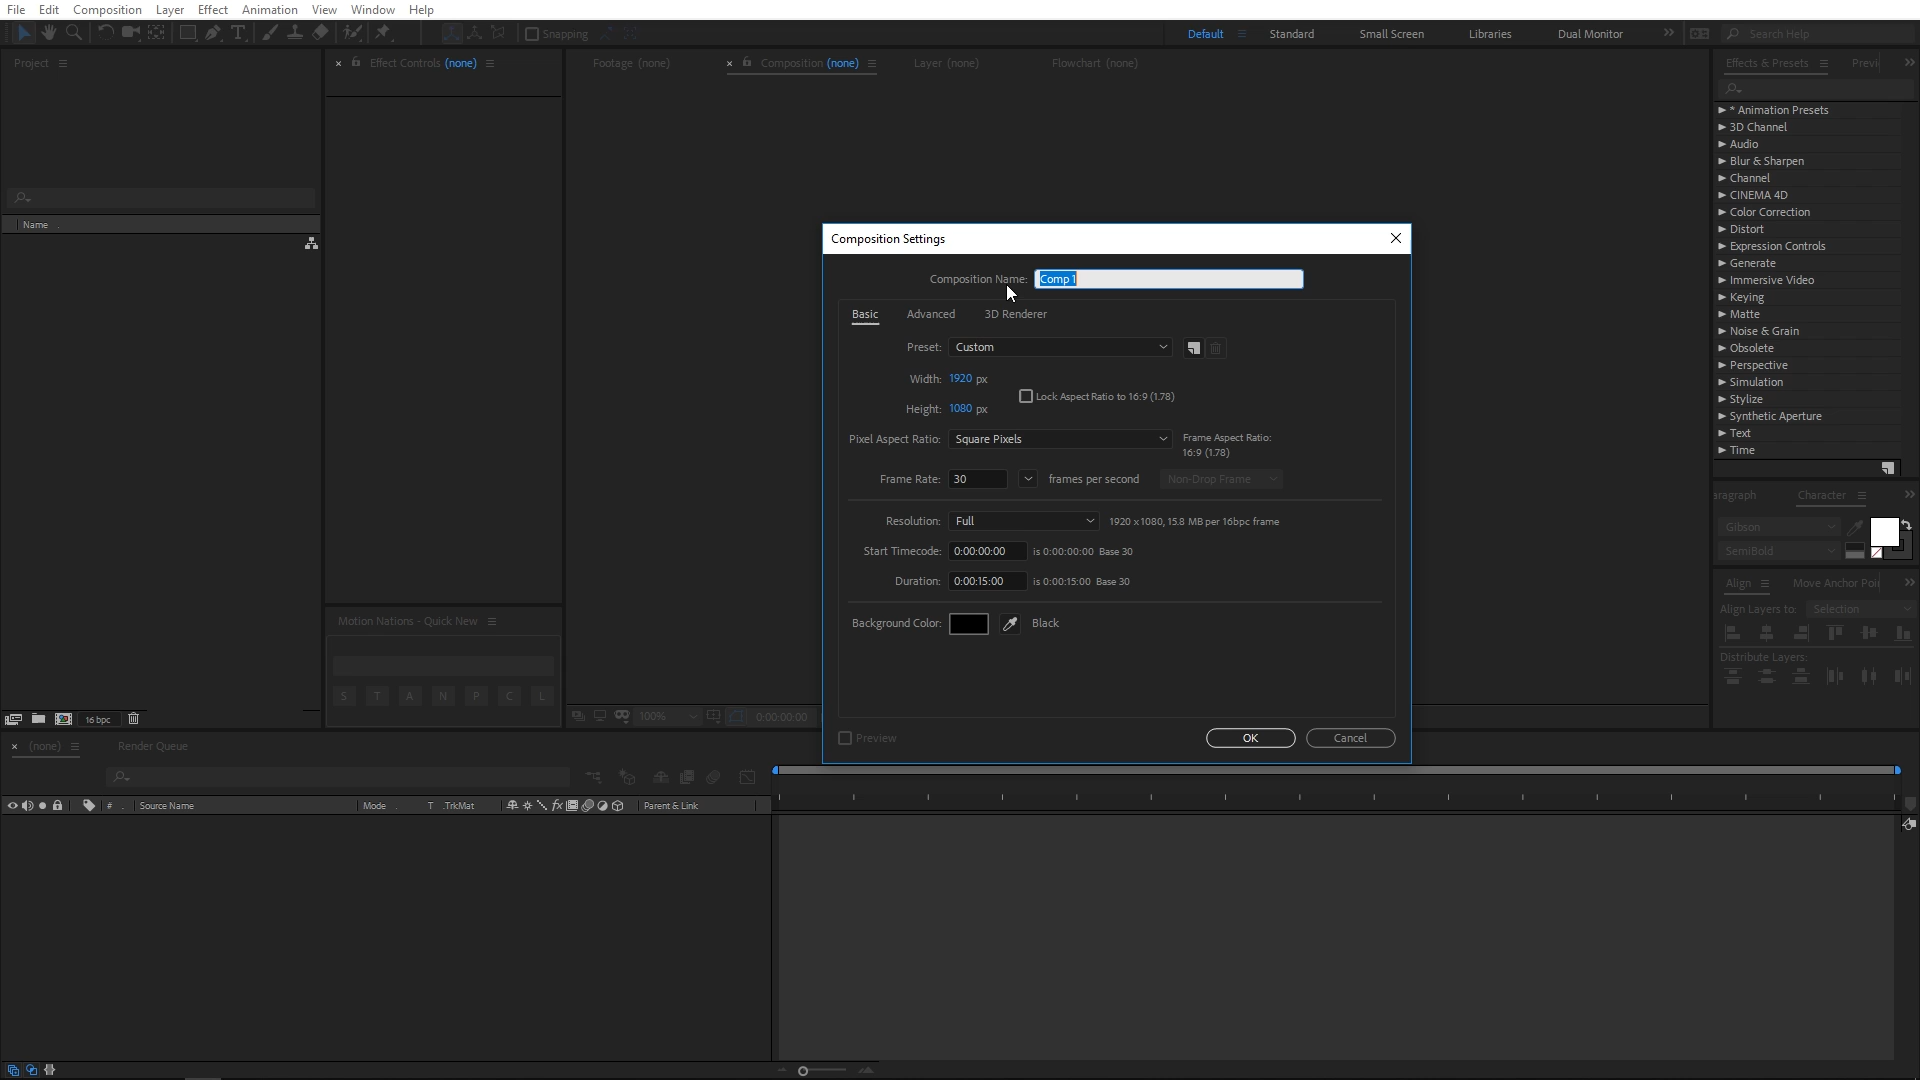 File Edit Composition Layer Effect Animation View Window Help
Snapping
Default Standard Small Screen Libraries Dual Monitor Search Help
Project
Effect Controls (none)
Footage (none) Composition (none) Layer (none) Flowchart (none)
Effects & Presets Previ
Name
* Animation Presets
3D Channel
Audio
Blur & Sharpen
Channel
CINEMA 4D
Color Correction
Distort
Expression Controls
Generate
Immersive Video
Keying
Matte
Noise & Grain
Obsolete
Perspective
Simulation
Stylize
Synthetic Aperture
Text
Time
Composition Settings
Composition Name: Comp 1
Basic Advanced 3D Renderer
Preset: Custom
Width: 1920 px
Lock Aspect Ratio to 16:9 (1.78)
Height: 1080 px
Pixel Aspect Ratio: Square Pixels
Frame Aspect Ratio:
16:9 (1.78)
Frame Rate: 30 frames per second Non-Drop Frame
Resolution: Full 1920 x 1080, 15.8 MB per 16bpc frame
Start Timecode: 0:00:00:00 is 0:00:00:00 Base 30
Duration: 0:00:15:00 is 0:00:15:00 Base 30
Background Color: Black
Preview OK Cancel
aragraph Character
Gibson
SemiBold
Align Move Anchor Poi
Align Layers to: Selection
Distribute Layers:
Motion Nations - Quick New
S T A N P C L
16 bpc
100% 0:00:00:00
(none) Render Queue
# Source Name Mode T .TrkMat fx Parent & Link